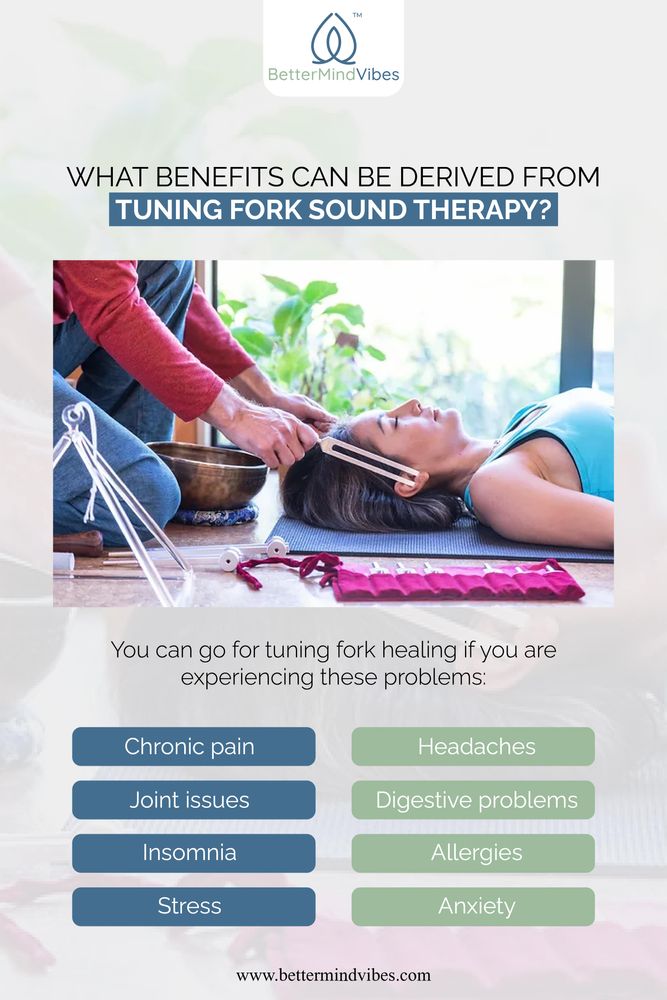 TM
BetterMindVibes
WHAT BENEFITS CAN BE DERIVED FROM
TUNING FORK SOUND THERAPY?
You can go for tuning fork healing if you are
experiencing these problems:
Chronic pain
Headaches
Joint issues
Digestive problems
Insomnia
Allergies
Stress
Anxiety
www.bettermindvibes.com